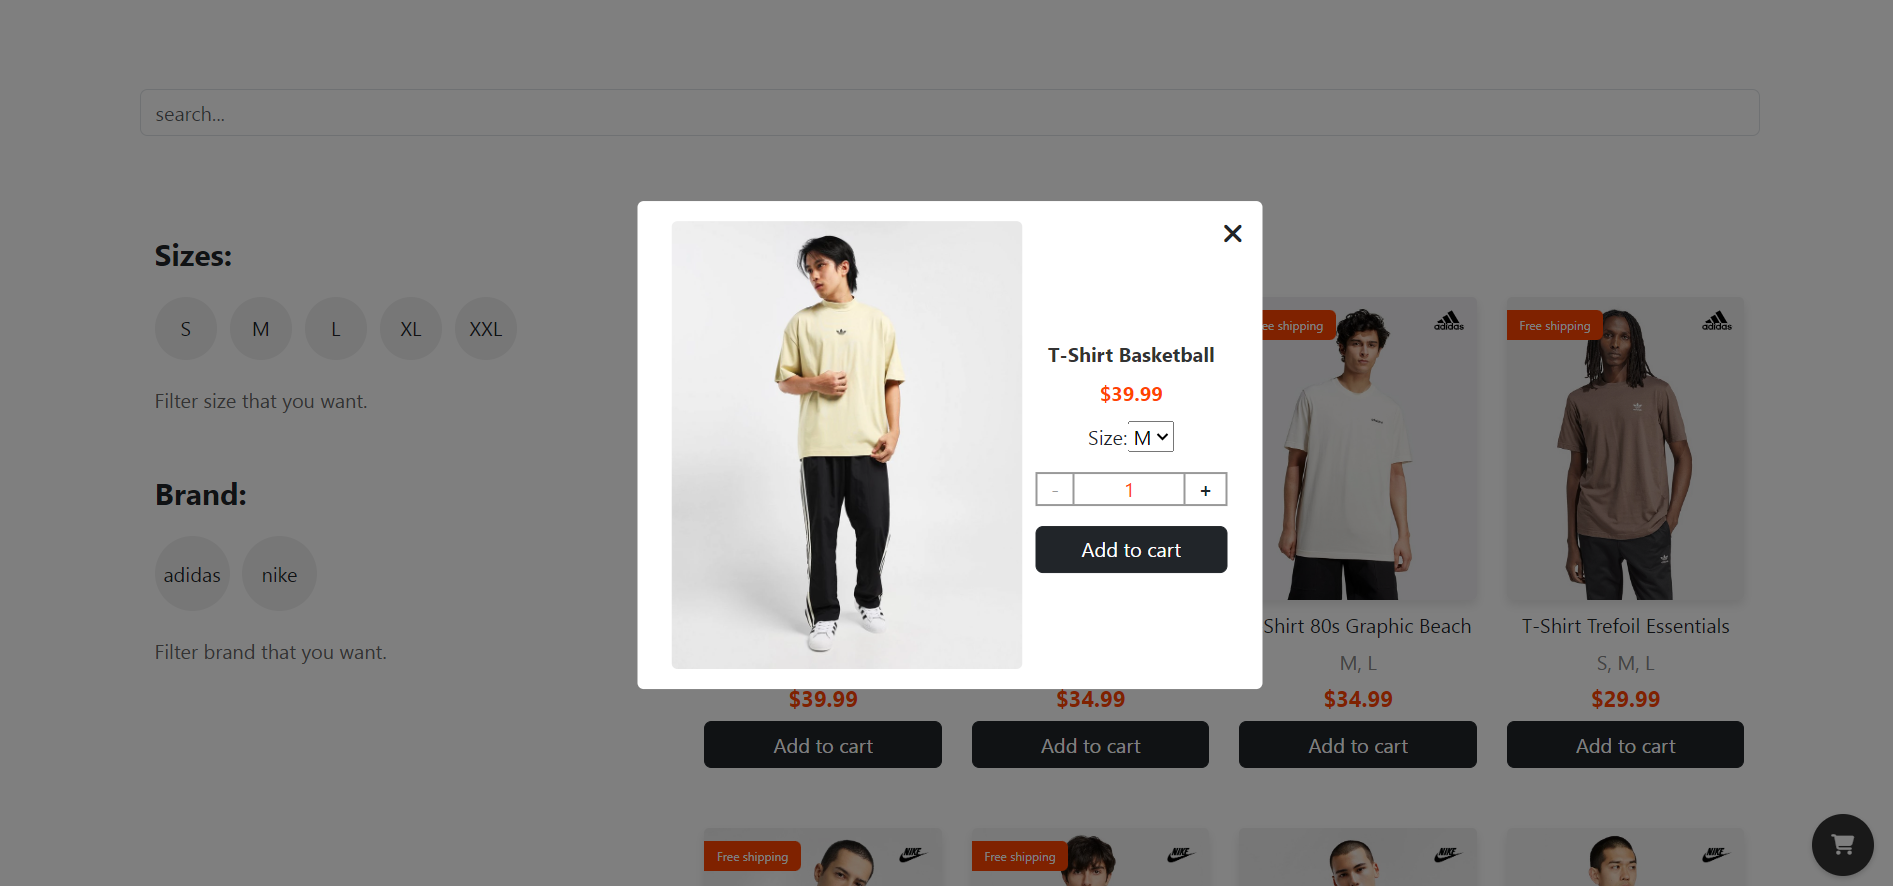 search...
Sizes:
S M L XL XXL
Filter size that you want.
Brand:
adidas nike
Filter brand that you want.
T-Shirt Basketball
$39.99
Size: M
- 1 +
Add to cart
shipping
adidas
Free shipping
adidas
Shirt 80s Graphic Beach
M, L
T-Shirt Trefoil Essentials
S, M, L
$39.99 $34.99 $34.99 $29.99
Add to cart Add to cart Add to cart Add to cart
Free shipping
NIKE
Free shipping
NIKE
NIKE
NIKE